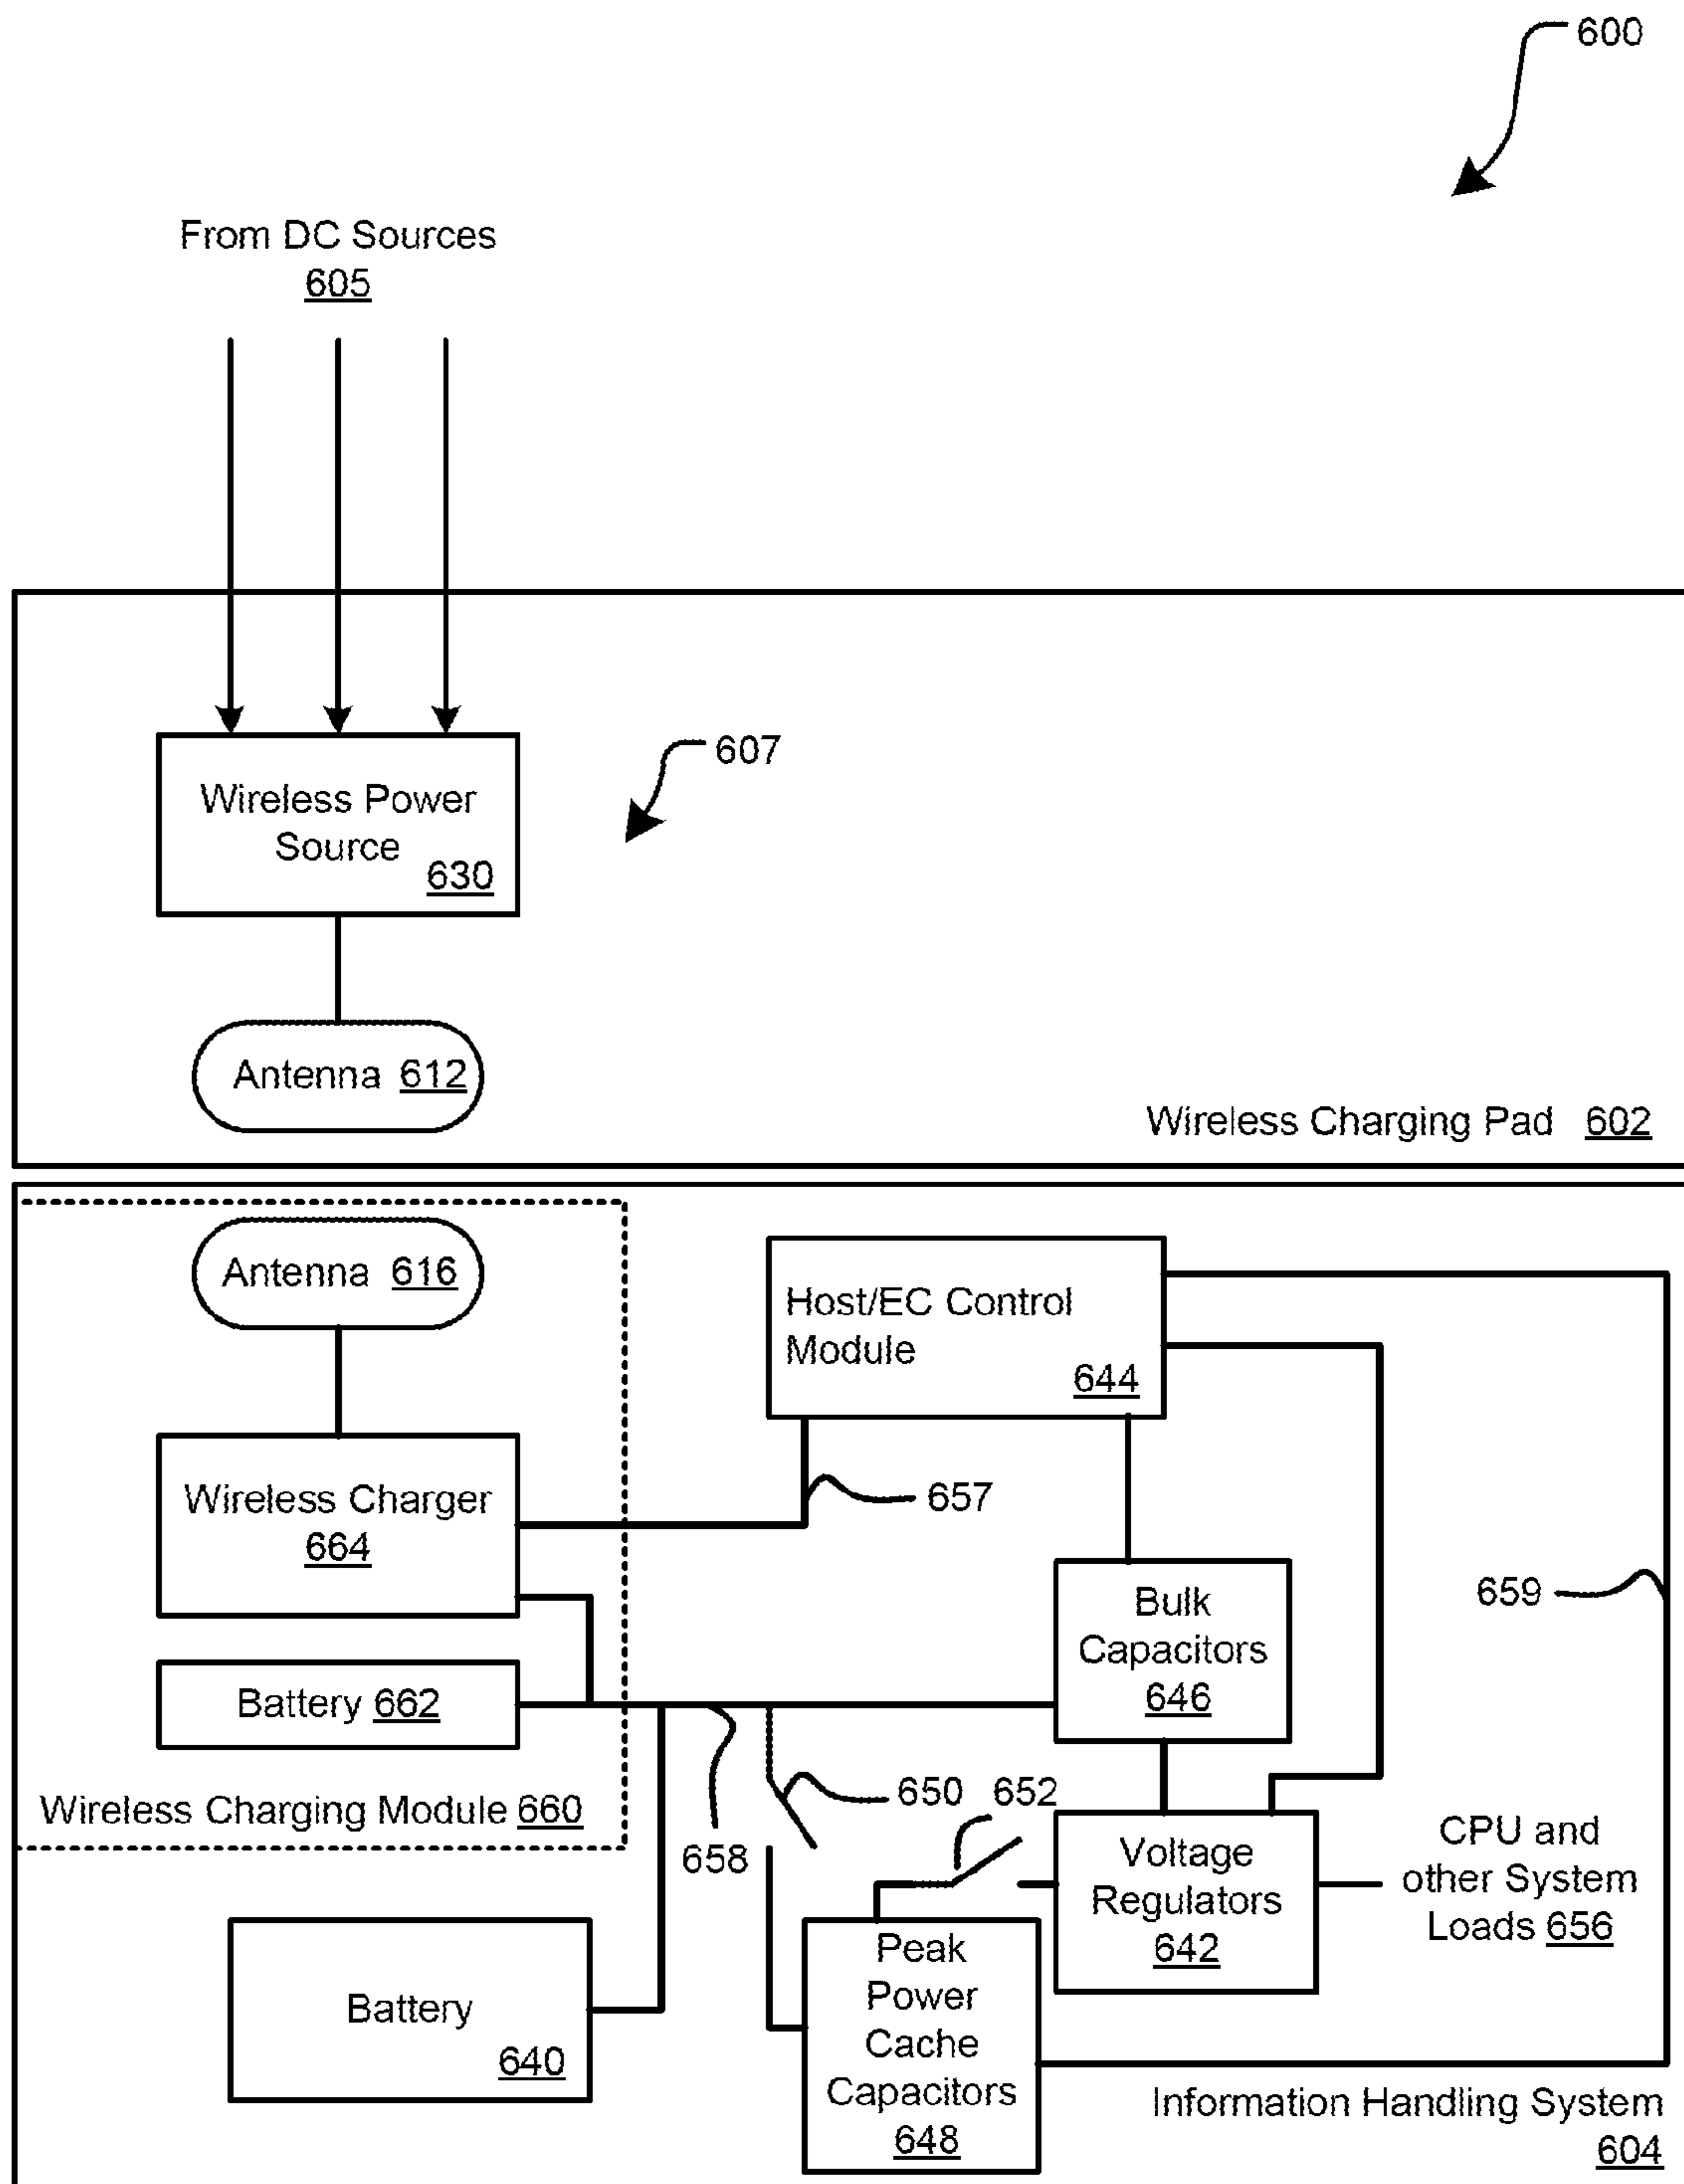 600
From DC Sources
605
607
Wireless Power
Source
630
Antenna 612
Wireless Charging Pad 602
Antenna 616
Host/EC Control
Module
644
Wireless Charger
664
657
659
Bulk
Capacitors
646
Battery 662
Wireless Charging Module 660
658
650
652
Voltage
Regulators
642
CPU and
other System
Loads 656
Battery
640
Peak
Power
Cache
Capacitors
648
Information Handling System
604